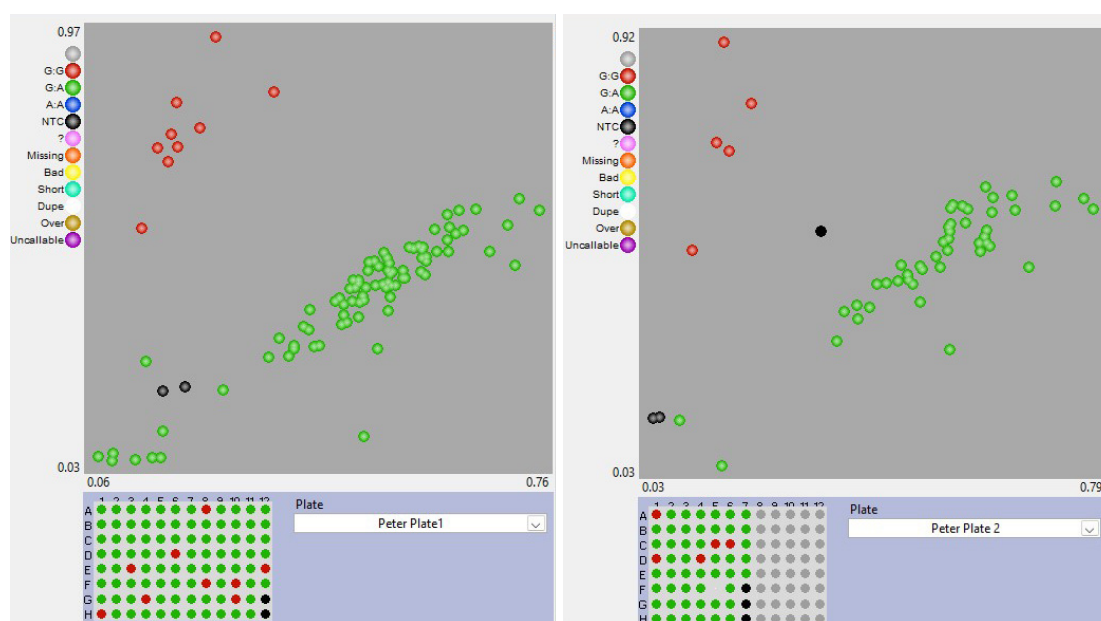 0.97
G:G
G:A
A:A
NTC
?
Missing
Bad
Short
Dupe
Over
Uncallable
0.03
0.06
0.76
1 2 3 4 5 6 7 8 9 10 11 12
A
B
C
D
E
F
G
H
Plate
Peter Plate1
0.92
G:G
G:A
A:A
NTC
?
Missing
Bad
Short
Dupe
Over
Uncallable
0.03
0.03
0.79
1 2 3 4 5 6 7 8 9 10 11 12
A
B
C
D
E
F
G
H
Plate
Peter Plate 2